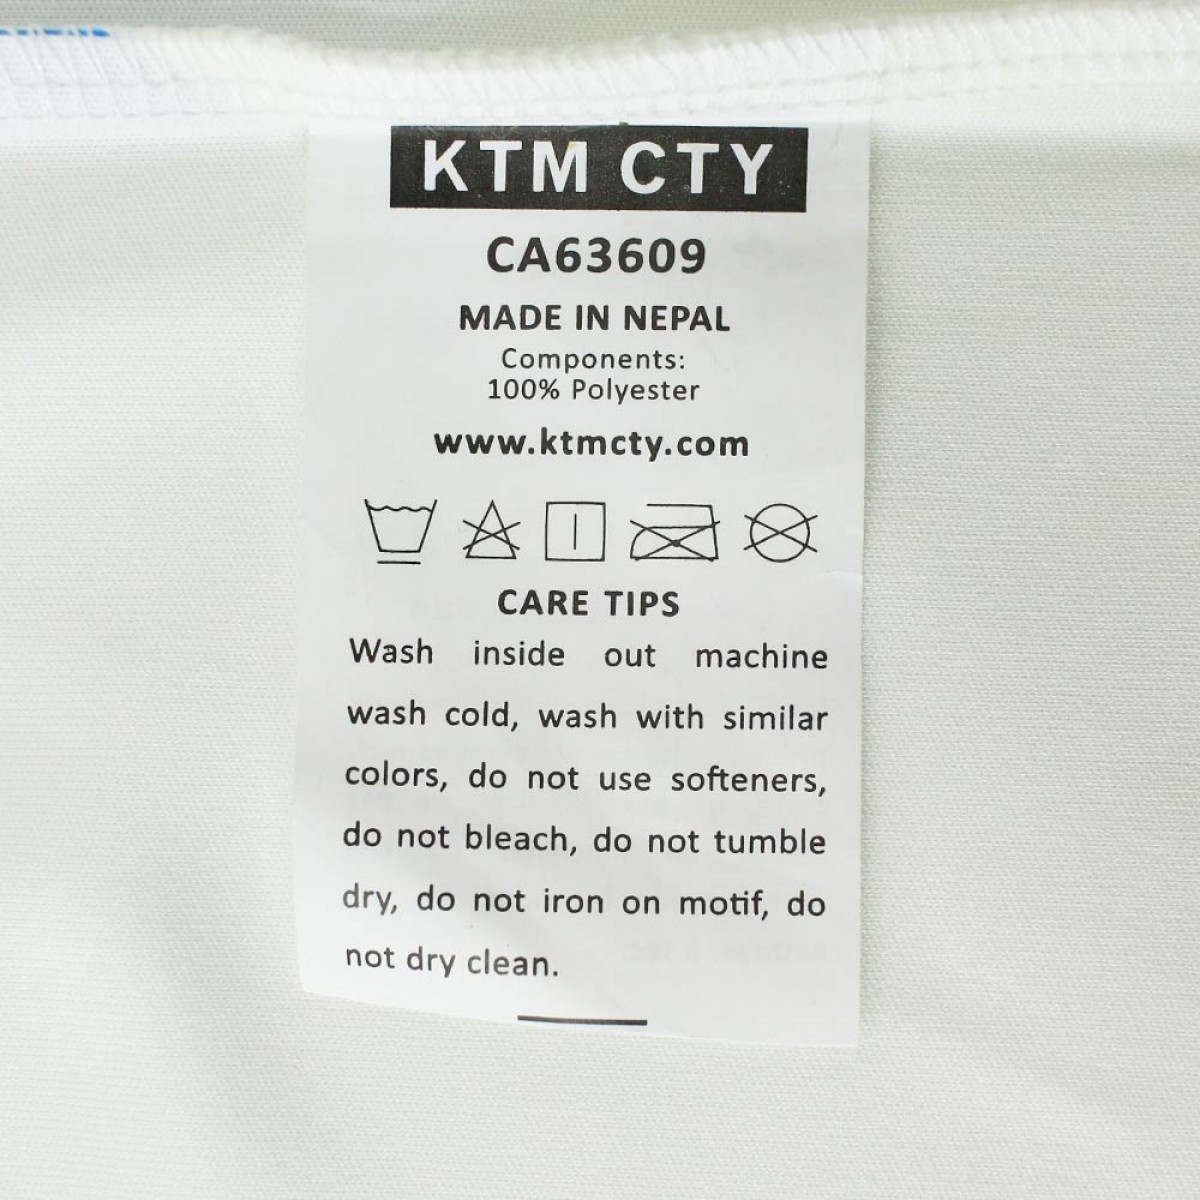 KTM CTY
CA63609
MADE IN NEPAL
Components:
100% Polyester
www.ktmcty.com
CARE TIPS
Wash inside out machine
wash cold, wash with similar
colors, do not use softeners,
do not bleach, do not tumble
dry, do not iron on motif, do
not dry clean.